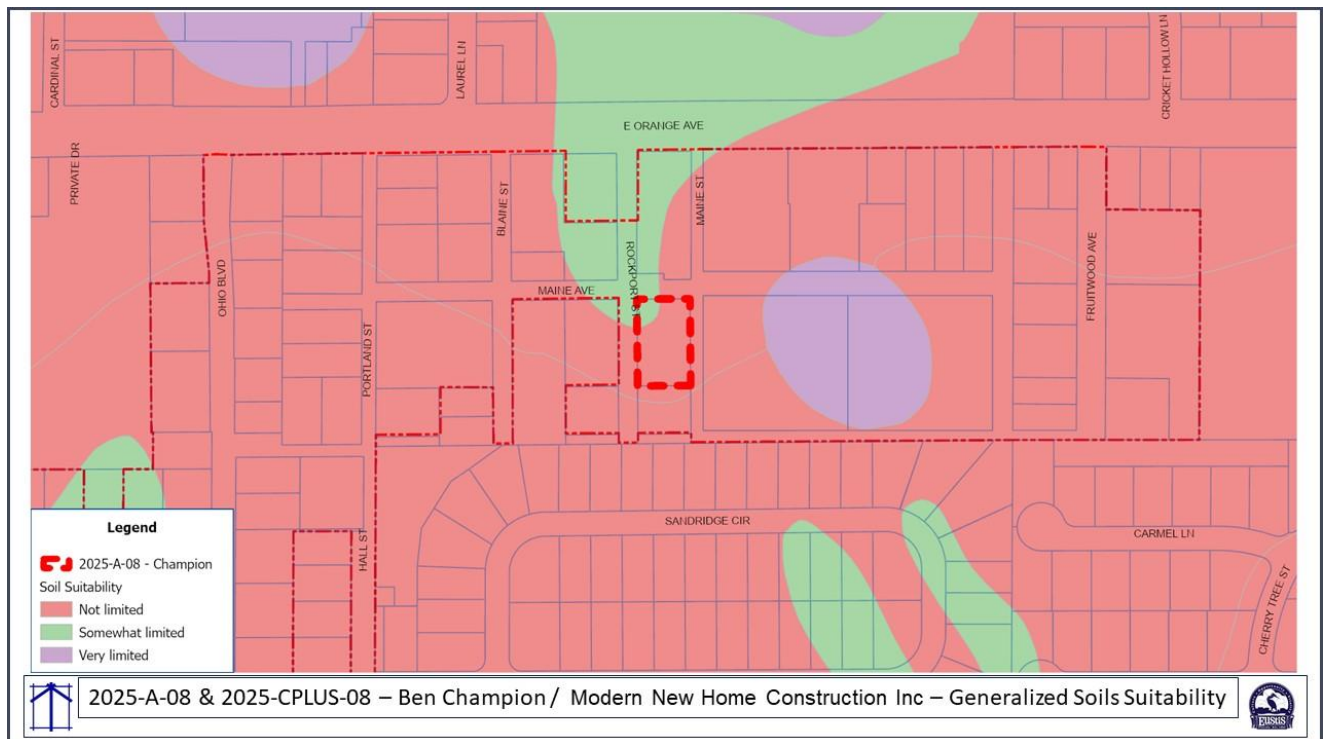 CARDINAL ST
LAUREL LN
CRICKET HOLLOW LN
E ORANGE AVE
PRIVATE DR
BLAINE ST
MAINE ST
OHIO BLVD
ROCKPORT ST
FRUITWOOD AVE
MAINE AVE
PORTLAND ST
SANDRIDGE CIR
CARMEL LN
HALL ST
CHERRY TREE ST
Legend
2025-A-08 - Champion
Soil Suitability
Not limited
Somewhat limited
Very limited
2025-A-08 & 2025-CPLUS-08 – Ben Champion / Modern New Home Construction Inc – Generalized Soils Suitability
EUSTIS